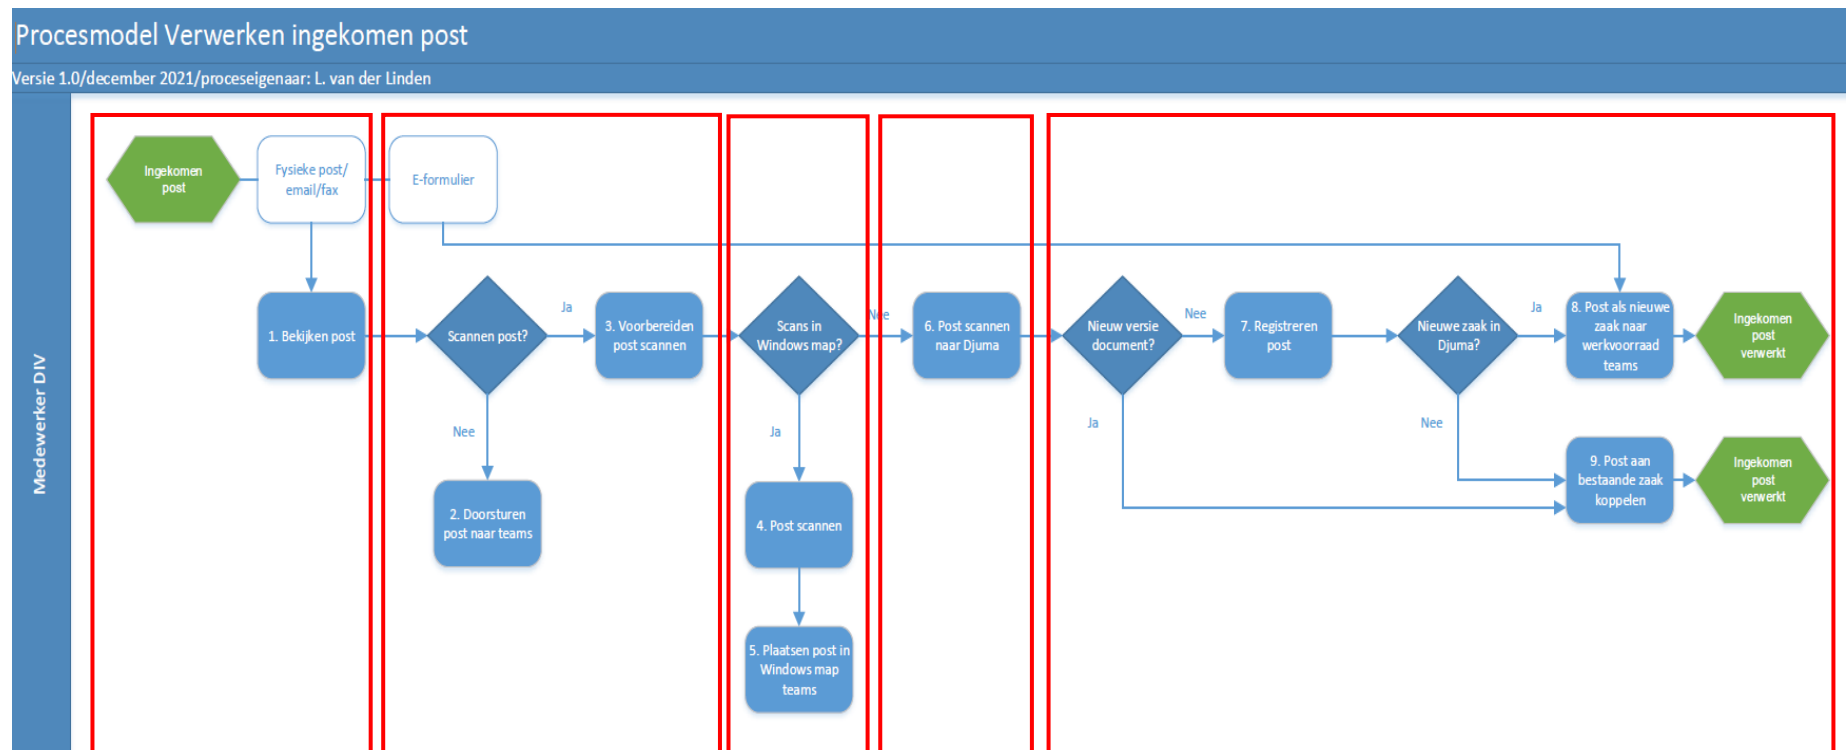 Procesmodel Verwerken ingekomen post
Versie 1.0/december 2021/proceseigenaar: L. van der Linden
Medewerker DIV
Ingekomen
post
Fysieke post/
email/fax
E-formulier
1. Bekijken post
Scannen post?
Ja
Nee
2. Doorsturen
post naar teams
3. Voorbereiden
post scannen
Scans in
Windows map?
Nee
Ja
4. Post scannen
5. Plaatsen post in
Windows map
teams
6. Post scannen
naar Djuma
Nieuw versie
document?
Nee
Ja
7. Registreren
post
Nieuwe zaak in
Djuma?
Ja
Nee
8. Post als nieuwe
zaak naar
werkvoorraad
teams
Ingekomen
post
verwerkt
9. Post aan
bestaande zaak
koppelen
Ingekomen
post
verwerkt